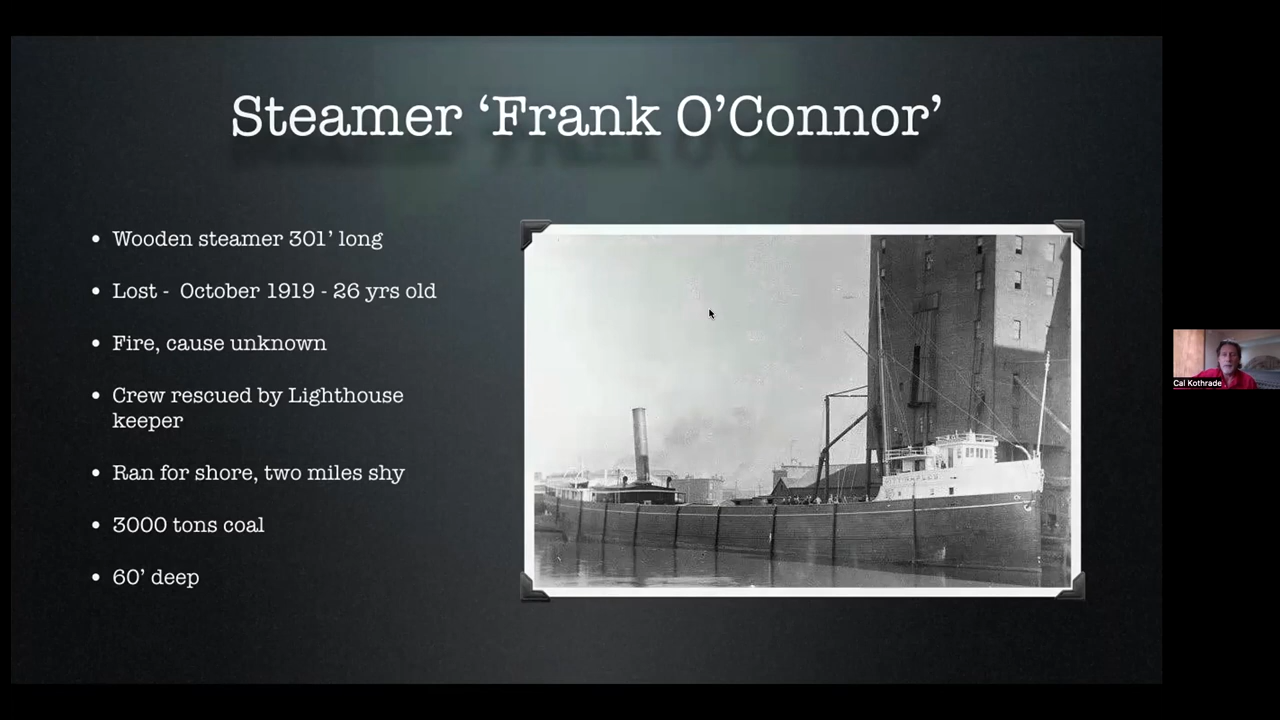 Steamer ‘Frank O’Connor’
• Wooden steamer 301’ long
• Lost -  October 1919 - 26 yrs old
• Fire, cause unknown
• Crew rescued by Lighthouse
keeper
• Ran for shore, two miles shy
• 3000 tons coal
• 60’ deep
Cal Kothrade